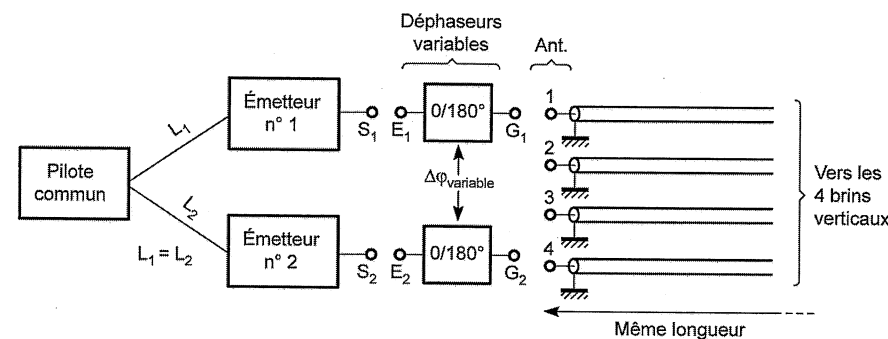 Déphaseurs
variables
Ant.
Émetteur
n° 1
S₁
E₁
0/180°
G₁
1
L₁
Pilote
commun
L₂
L₁ = L₂
Δφvariable
2
3
Vers les
4 brins
verticaux
Émetteur
n° 2
S₂
E₂
0/180°
G₂
4
Même longueur